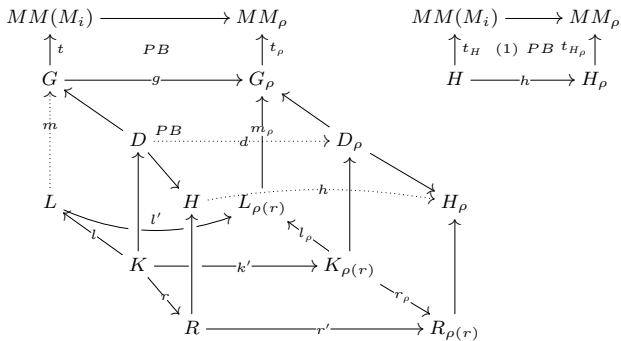 MM(M_i) MM_ρ MM(M_i) MM_ρ
t PB t_ρ t_H (1) PB t_{H_ρ}
G g G_ρ H h H_ρ
m D PB d m_ρ D_ρ
L H h L_{ρ(r)} H_ρ
l l' l_ρ
K k' K_{ρ(r)}
r r_ρ
R r' R_{ρ(r)}